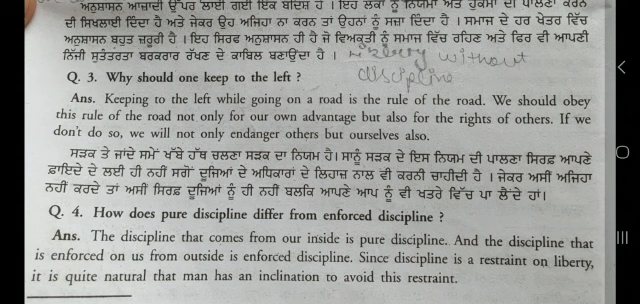 ਅਨੁਸ਼ਾਸਨ ਆਜ਼ਾਦੀ ਉੱਪਰ ਲਾਈ ਗਈ ਇਕ ਬੰਦਿਸ਼ ਹੈ । ਇਹ ਲੋਕਾਂ ਨੂੰ ਨਿਯਮਾਂ ਅਤੇ ਹੁਕਮਾਂ ਦੀ ਪਾਲਣਾ ਕਰਨ
ਦੀ ਸਿਖਲਾਈ ਦਿੰਦਾ ਹੈ ਅਤੇ ਜੇਕਰ ਉਹ ਅਜਿਹਾ ਨਾ ਕਰਨ ਤਾਂ ਉਹਨਾਂ ਨੂੰ ਸਜ਼ਾ ਦਿੰਦਾ ਹੈ । ਸਮਾਜ ਦੇ ਹਰ ਖੇਤਰ ਵਿੱਚ
ਅਨੁਸ਼ਾਸਨ ਬਹੁਤ ਜ਼ਰੂਰੀ ਹੈ । ਇਹ ਸਿਰਫ ਅਨੁਸ਼ਾਸਨ ਹੀ ਹੈ ਜੋ ਵਿਅਕਤੀ ਨੂੰ ਸਮਾਜ ਵਿੱਚ ਰਹਿਣ ਅਤੇ ਫਿਰ ਵੀ ਆਪਣੀ
ਨਿੱਜੀ ਸੁਤੰਤਰਤਾ ਬਰਕਰਾਰ ਰੱਖਣ ਦੇ ਕਾਬਿਲ ਬਣਾਉਂਦਾ ਹੈ । without
discipline
Q. 3. Why should one keep to the left ?
Ans. Keeping to the left while going on a road is the rule of the road. We should obey
this rule of the road not only for our own advantage but also for the rights of others. If we
don't do so, we will not only endanger others but ourselves also.
ਸੜਕ ਤੇ ਜਾਂਦੇ ਸਮੇਂ ਖੱਬੇ ਹੱਥ ਚਲਣਾ ਸੜਕ ਦਾ ਨਿਯਮ ਹੈ। ਸਾਨੂੰ ਸੜਕ ਦੇ ਇਸ ਨਿਯਮ ਦੀ ਪਾਲਣਾ ਸਿਰਫ਼ ਆਪਣੇ
ਫ਼ਾਇਦੇ ਦੇ ਲਈ ਹੀ ਨਹੀਂ ਸਗੋਂ ਦੂਜਿਆਂ ਦੇ ਅਧਿਕਾਰਾਂ ਦੇ ਲਿਹਾਜ਼ ਨਾਲ ਵੀ ਕਰਨੀ ਚਾਹੀਦੀ ਹੈ । ਜੇਕਰ ਅਸੀਂ ਅਜਿਹਾ
ਨਹੀਂ ਕਰਦੇ ਤਾਂ ਅਸੀਂ ਸਿਰਫ਼ ਦੂਜਿਆਂ ਨੂੰ ਹੀ ਨਹੀਂ ਬਲਕਿ ਆਪਣੇ ਆਪ ਨੂੰ ਵੀ ਖਤਰੇ ਵਿੱਚ ਪਾ ਲੈਂਦੇ ਹਾਂ।
Q. 4. How does pure discipline differ from enforced discipline ?
Ans. The discipline that comes from our inside is pure discipline. And the discipline that
is enforced on us from outside is enforced discipline. Since discipline is a restraint on liberty,
it is quite natural that man has an inclination to avoid this restraint.